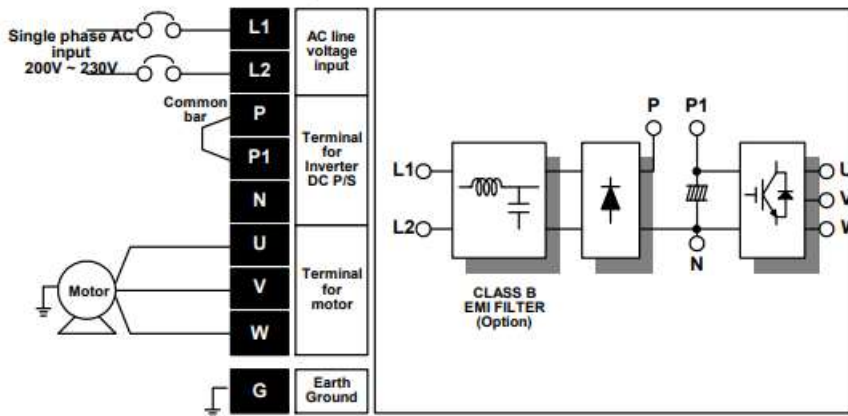 Single phase AC
input
200V ~ 230V
L1
L2
AC line
voltage
input
Common
bar
P
P1
N
Terminal
for
Inverter
DC P/S
Motor
U
V
W
Terminal
for
motor
G
Earth
Ground
P
P1
L1
L2
N
U
V
W
CLASS B
EMI FILTER
(Option)